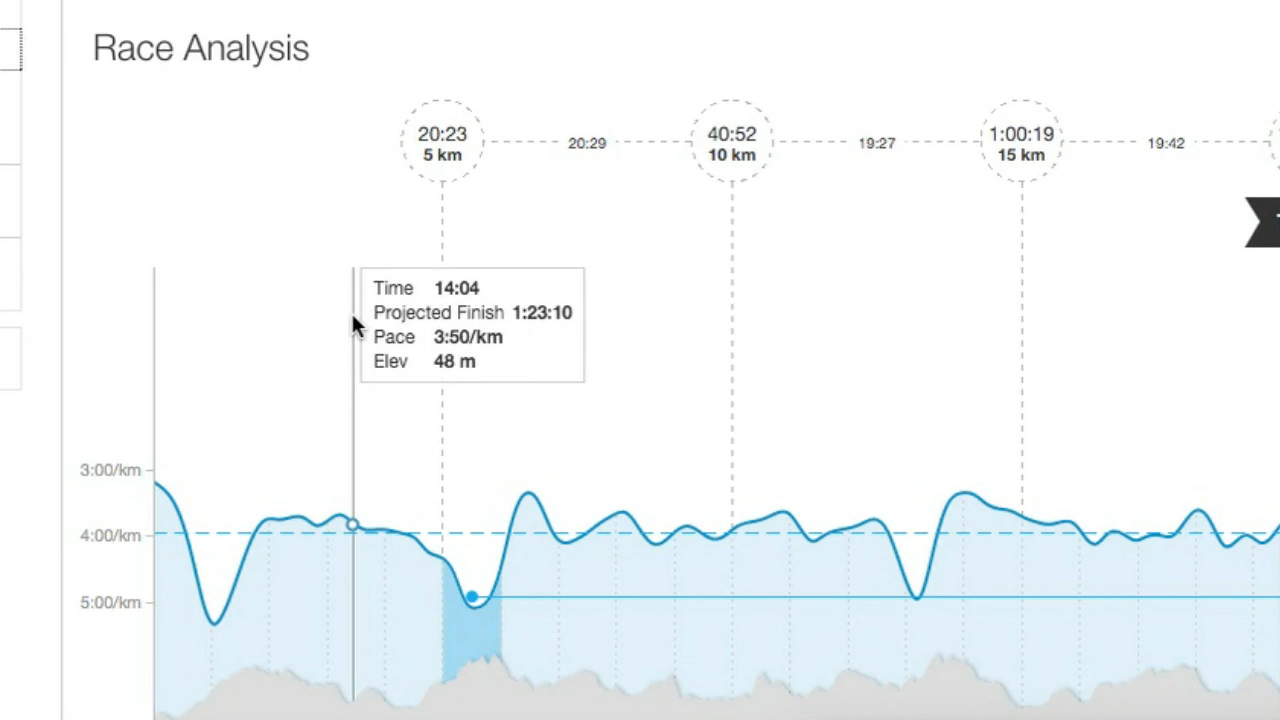 Race Analysis
20:23
5 km
20:29
40:52
10 km
19:27
1:00:19
15 km
19:42
Time 14:04
Projected Finish 1:23:10
Pace 3:50/km
Elev 48 m
3:00/km
4:00/km
5:00/km